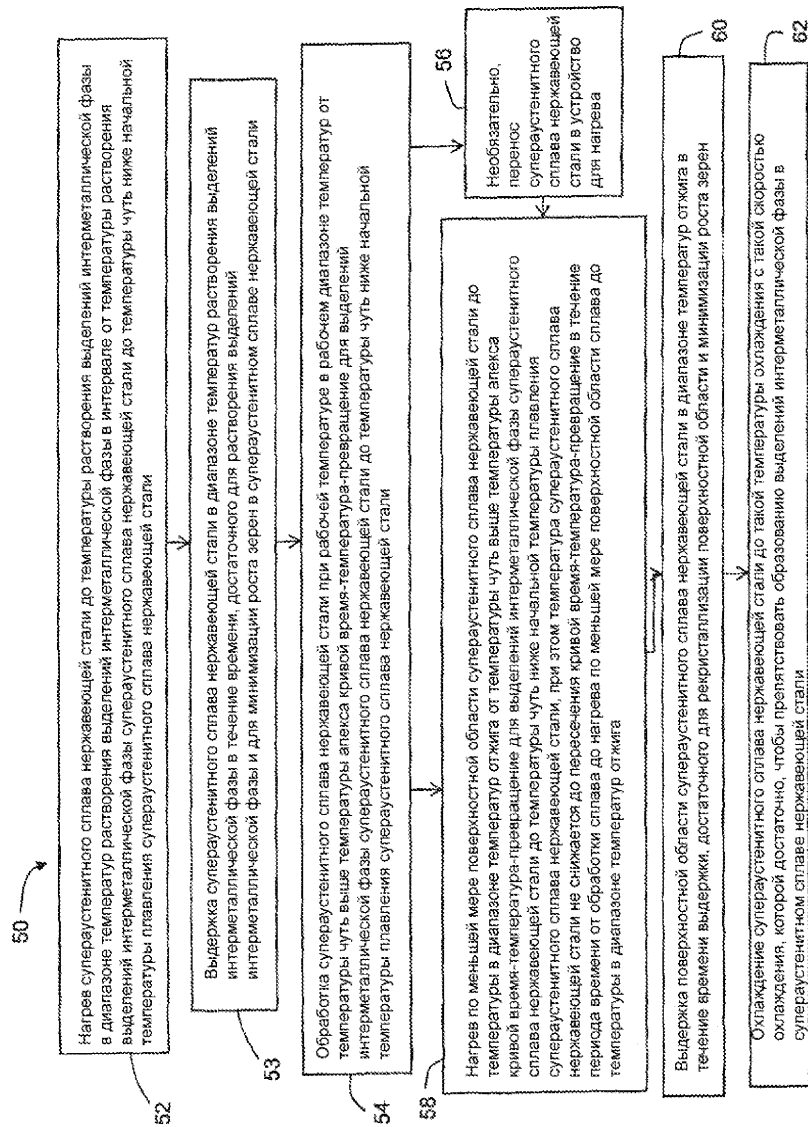 50
Нагрев супераустенитного сплава нержавеющей стали до температуры растворения выделений интерметаллической фазы
в диапазоне температур растворения выделений интерметаллической фазы в интервале от температуры растворения
выделений интерметаллической фазы супераустенитного сплава нержавеющей стали до температуры чуть ниже начальной
температуры плавления супераустенитного сплава нержавеющей стали
52
Выдержка супераустенитного сплава нержавеющей стали в диапазоне температур растворения выделений
интерметаллической фазы в течение времени, достаточного для растворения выделений
интерметаллической фазы и для минимизации роста зерен в супераустенитном сплаве нержавеющей стали
53
Обработка супераустенитного сплава нержавеющей стали при рабочей температуре в рабочем диапазоне температур от
температуры чуть выше температуры апекса кривой время-температура-превращение для выделений
интерметаллической фазы супераустенитного сплава нержавеющей стали до температуры чуть ниже начальной
температуры плавления супераустенитного сплава нержавеющей стали
54
Необязательно,
перенос
супераустенитного
сплава нержавеющей
стали в устройство
для нагрева
56
Нагрев по меньшей мере поверхностной области супераустенитного сплава нержавеющей стали до
температуры в диапазоне температур отжига от температуры чуть выше температуры апекса
кривой время-температура-превращение для выделений интерметаллической фазы супераустенитного
сплава нержавеющей стали до температуры чуть ниже начальной температуры плавления
супераустенитного сплава нержавеющей стали, при этом температура супераустенитного сплава
нержавеющей стали не снижается до пересечения кривой время-температура-превращение в течение
периода времени от обработки сплава до нагрева по меньшей мере поверхностной области сплава до
температуры в диапазоне температур отжига
58
Выдержка поверхностной области супераустенитного сплава нержавеющей стали в диапазоне температур отжига в
течение времени выдержки, достаточного для рекристаллизации поверхностной области и минимизации роста зерен
60
Охлаждение супераустенитного сплава нержавеющей стали до такой температуры охлаждения с такой скоростью
охлаждения, которой достаточно, чтобы препятствовать образованию выделений интерметаллической фазы в
супераустенитном сплаве нержавеющей стали
62